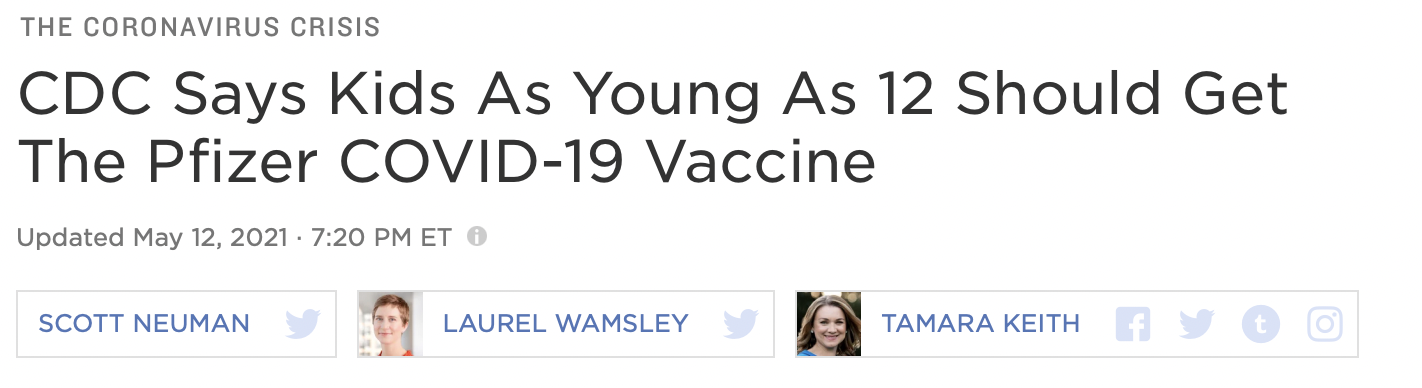 THE CORONAVIRUS CRISIS
CDC Says Kids As Young As 12 Should Get
The Pfizer COVID-19 Vaccine
Updated May 12, 2021 · 7:20 PM ET
SCOTT NEUMAN
LAUREL WAMSLEY
TAMARA KEITH